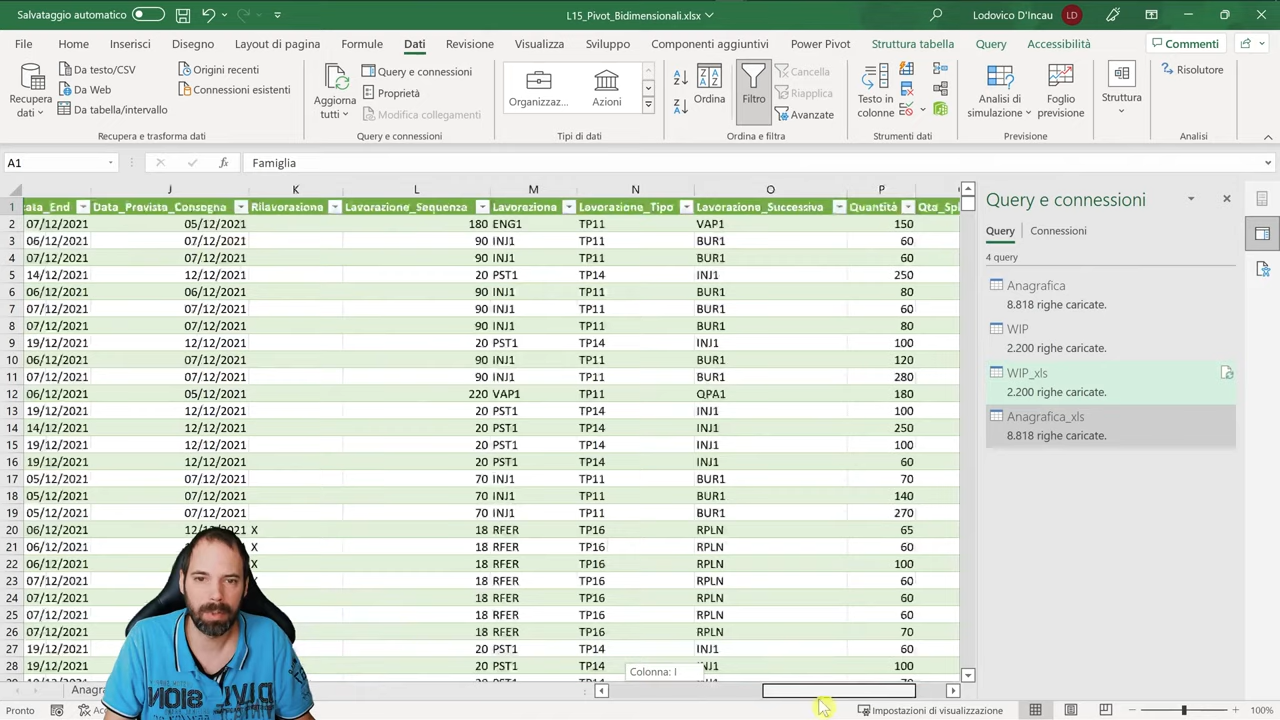 Salvataggio automatico
L15_Pivot_Bidimensionali.xlsx
Lodovico D'Incau LD
File Home Inserisci Disegno Layout di pagina Formule Dati Revisione Visualizza Sviluppo Componenti aggiuntivi Power Pivot Struttura tabella Query Accessibilità Commenti
Recupera dati
Da testo/CSV
Da Web
Da tabella/intervallo
Origini recenti
Connessioni esistenti
Recupera e trasforma dati
Aggiorna tutti
Query e connessioni
Proprietà
Modifica collegamenti
Query e connessioni
Organizzaz... Azioni
Tipi di dati
Ordina
Filtro
Cancella
Riapplica
Avanzate
Ordina e filtra
Testo in colonne
Strumenti dati
Analisi di simulazione
Foglio previsione
Previsione
Struttura
Risolutore
Analisi
A1 fx Famiglia
J K L M N O P
1 Data_Prevista_Consegna Rilavorazione Lavorazione_Sequenza Lavorazione Lavorazione_Tipo Lavorazione_Successiva Quantità
2 07/12/2021 05/12/2021 180 ENG1 TP11 VAP1 150
3 06/12/2021 07/12/2021 90 INJ1 TP11 BUR1 60
4 07/12/2021 07/12/2021 90 INJ1 TP11 BUR1 60
5 14/12/2021 12/12/2021 20 PST1 TP14 INJ1 250
6 06/12/2021 06/12/2021 90 INJ1 TP11 BUR1 80
7 07/12/2021 07/12/2021 90 INJ1 TP11 BUR1 60
8 07/12/2021 07/12/2021 90 INJ1 TP11 BUR1 80
9 19/12/2021 12/12/2021 20 PST1 TP14 INJ1 100
10 06/12/2021 07/12/2021 90 INJ1 TP11 BUR1 120
11 07/12/2021 07/12/2021 90 INJ1 TP11 BUR1 280
12 06/12/2021 05/12/2021 220 VAP1 TP11 QPA1 180
13 19/12/2021 12/12/2021 20 PST1 TP14 INJ1 100
14 19/12/2021 12/12/2021 20 PST1 TP14 INJ1 250
15 19/12/2021 12/12/2021 20 PST1 TP14 INJ1 100
16 19/12/2021 12/12/2021 20 PST1 TP14 INJ1 60
17 05/12/2021 07/12/2021 70 INJ1 TP11 BUR1 70
18 05/12/2021 07/12/2021 70 INJ1 TP11 BUR1 140
19 05/12/2021 07/12/2021 70 INJ1 TP11 BUR1 270
20 06/12/2021 X 18 RFER TP16 RPLN 65
21 06/12/2021 X 18 RFER TP16 RPLN 60
22 06/12/2021 X 18 RFER TP16 RPLN 100
23 07/12/2021 18 RFER TP16 RPLN 60
24 07/12/2021 18 RFER TP16 RPLN 60
25 07/12/2021 18 RFER TP16 RPLN 60
26 07/12/2021 18 RFER TP16 RPLN 70
27 19/12/2021 20 PST1 TP14 INJ1 60
28 19/12/2021 20 PST1 TP14 100
Colonna: I
Query e connessioni
Query Connessioni
4 query
Anagrafica
8.818 righe caricate.
WIP
2.200 righe caricate.
WIP_xls
2.200 righe caricate.
Anagrafica_xls
8.818 righe caricate.
Pronto Impostazioni di visualizzazione 100%